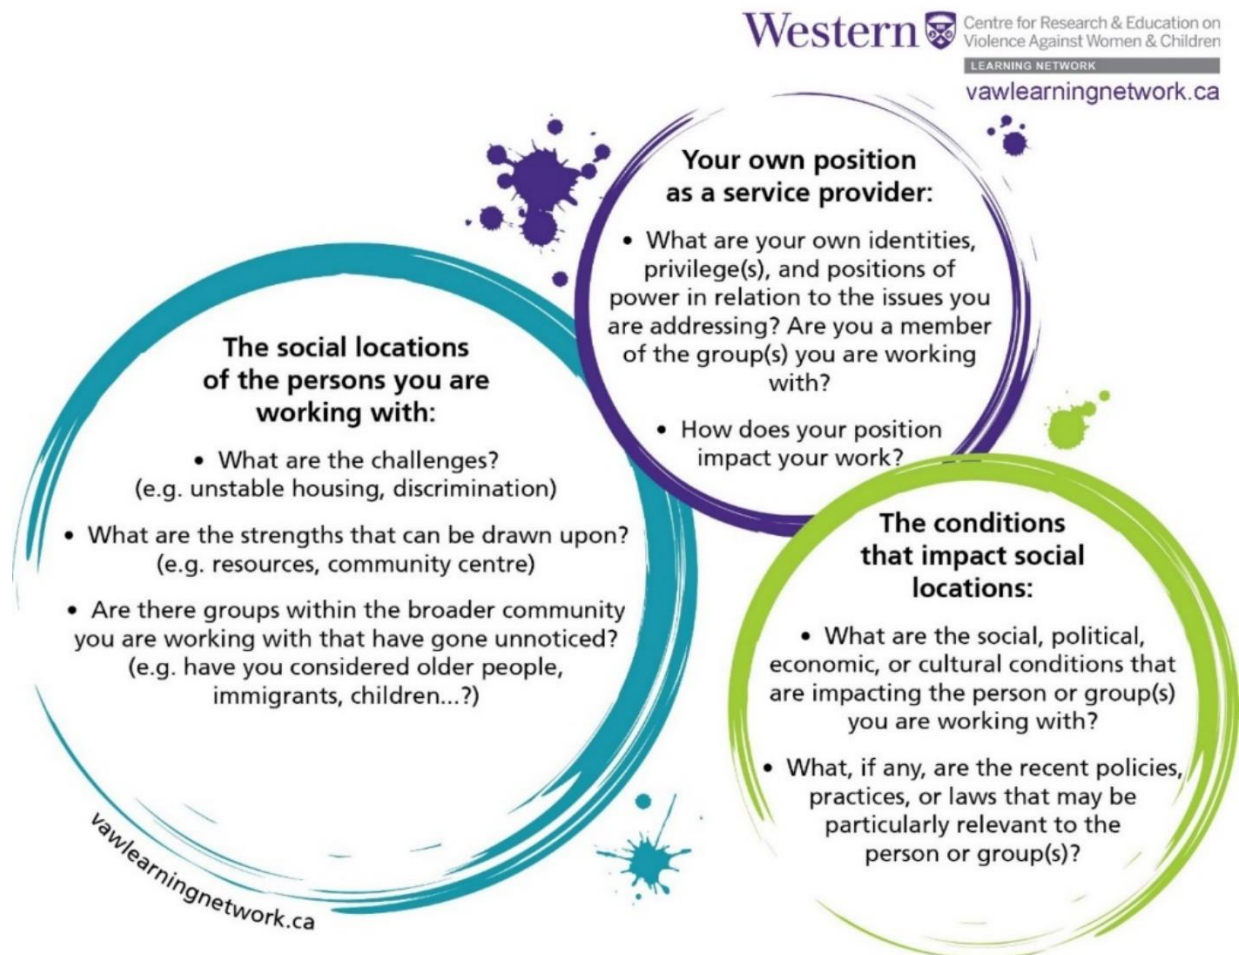 Western
Centre for Research & Education on
Violence Against Women & Children
LEARNING NETWORK
vawlearningnetwork.ca
Your own position
as a service provider:
• What are your own identities,
privilege(s), and positions of
power in relation to the issues you
are addressing? Are you a member
of the group(s) you are working
with?
• How does your position
impact your work?
The social locations
of the persons you are
working with:
• What are the challenges?
(e.g. unstable housing, discrimination)
• What are the strengths that can be drawn upon?
(e.g. resources, community centre)
• Are there groups within the broader community
you are working with that have gone unnoticed?
(e.g. have you considered older people,
immigrants, children...?)
The conditions
that impact social
locations:
• What are the social, political,
economic, or cultural conditions that
are impacting the person or group(s)
you are working with?
• What, if any, are the recent policies,
practices, or laws that may be
particularly relevant to the
person or group(s)?
vawlearningnetwork.ca